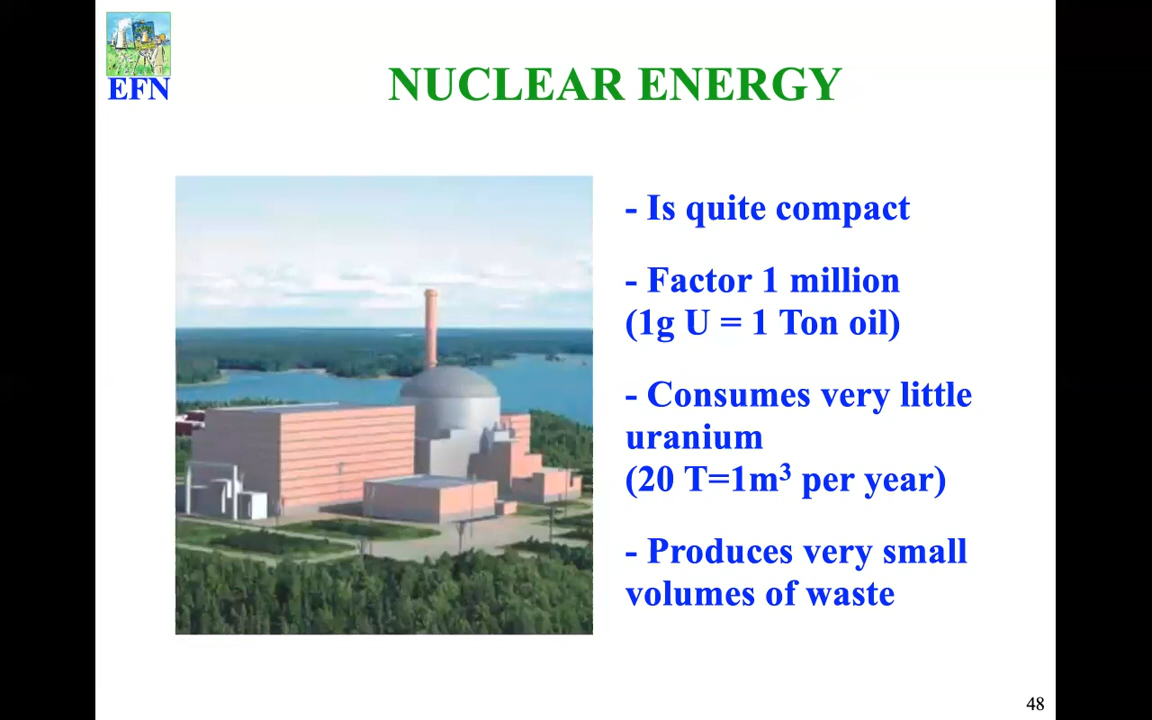 EFN
NUCLEAR ENERGY
- Is quite compact
- Factor 1 million
(1g U = 1 Ton oil)
- Consumes very little
uranium
(20 T=1m³ per year)
- Produces very small
volumes of waste
48